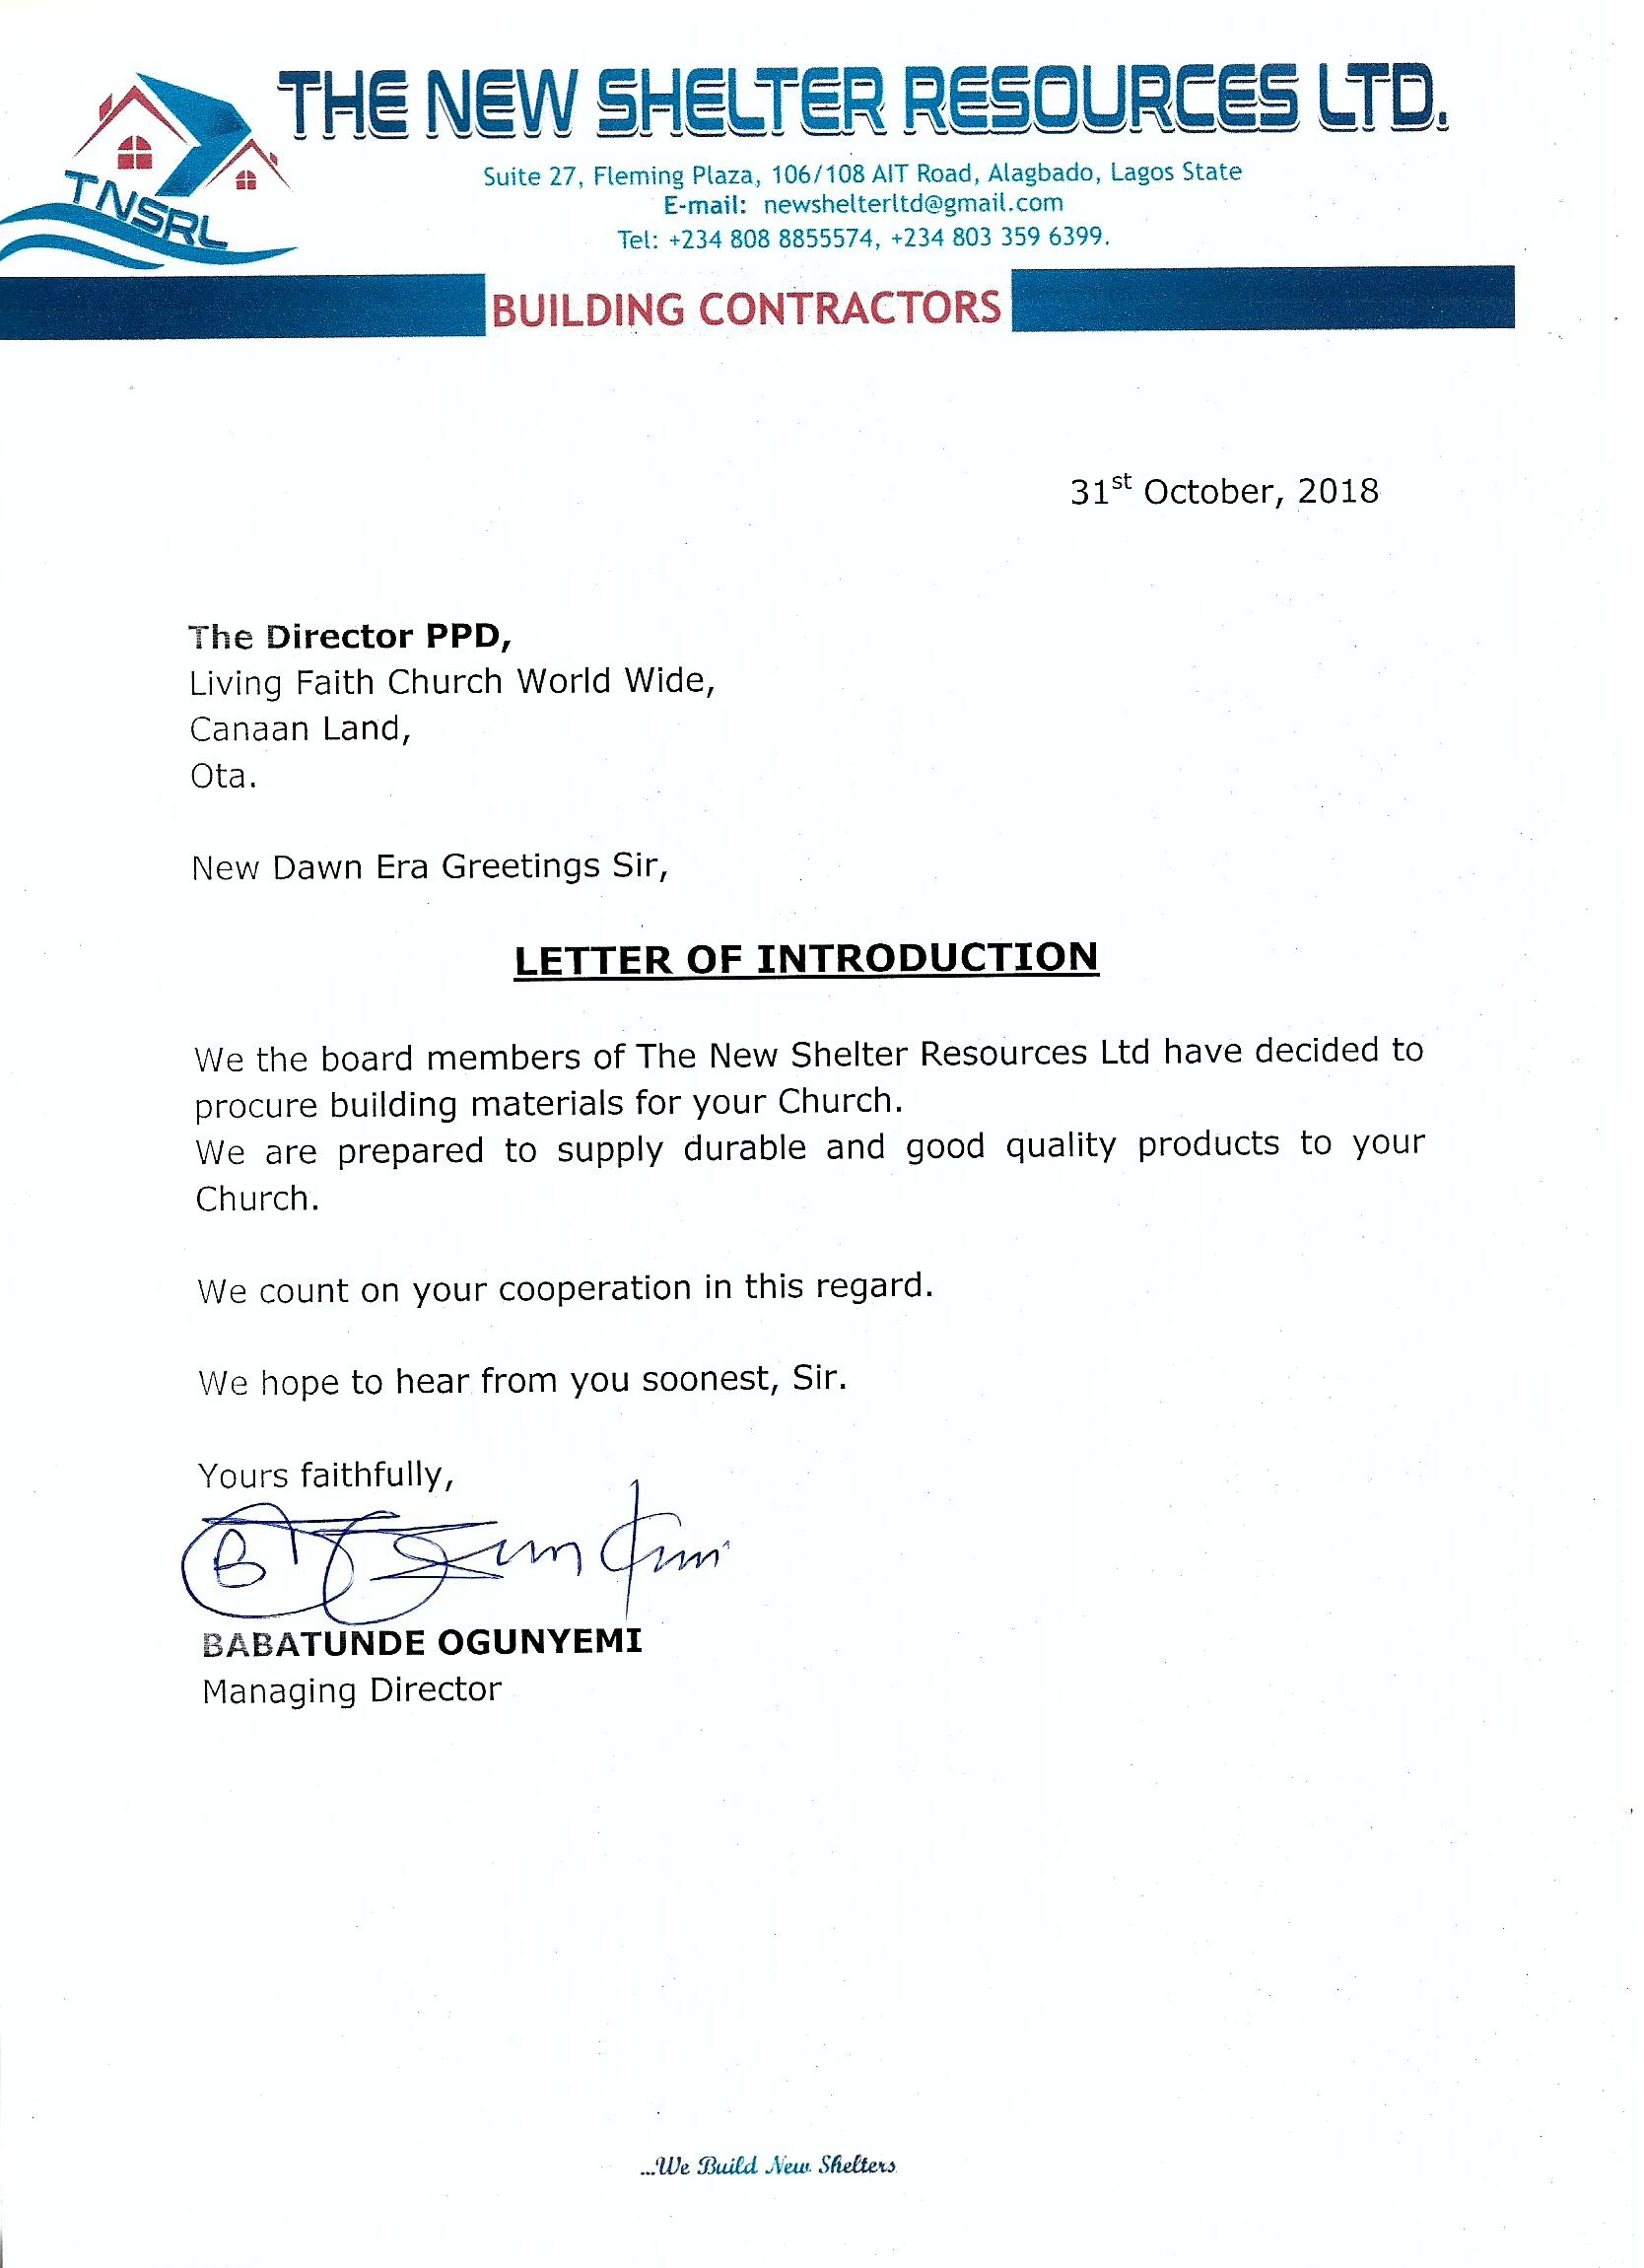 THE NEW SHELTER RESOURCES LTD.
TNSRL
Suite 27, Fleming Plaza, 106/108 AIT Road, Alagbado, Lagos State
E-mail: newshelterltd@gmail.com
Tel: +234 808 8855574, +234 803 359 6399.
BUILDING CONTRACTORS
31st October, 2018
The Director PPD,
Living Faith Church World Wide,
Canaan Land,
Ota.
New Dawn Era Greetings Sir,
LETTER OF INTRODUCTION
We the board members of The New Shelter Resources Ltd have decided to
procure building materials for your Church.
We are prepared to supply durable and good quality products to your
Church.
We count on your cooperation in this regard.
We hope to hear from you soonest, Sir.
Yours faithfully,
BABATUNDE OGUNYEMI
Managing Director
...We Build New Shelters